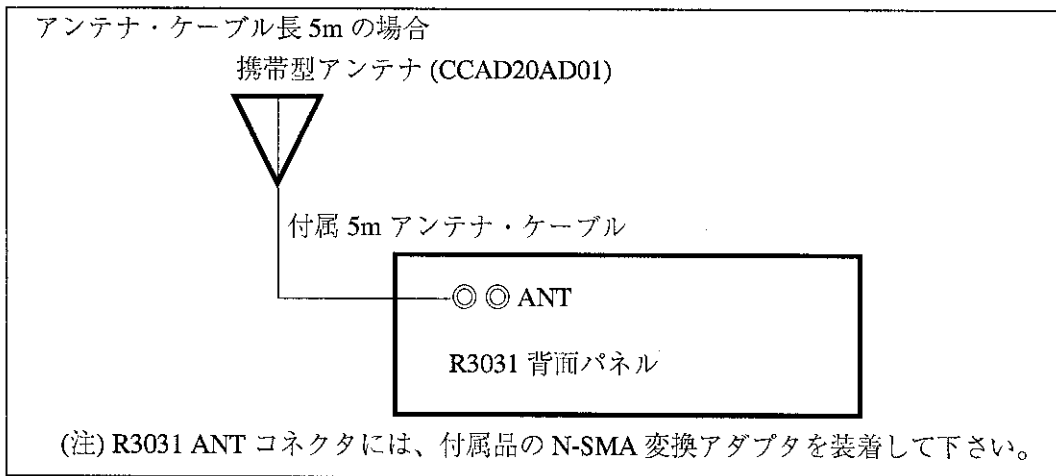 アンテナ・ケーブル長 5m の場合
携帯型アンテナ (CCAD20AD01)
付属 5m アンテナ・ケーブル
◎ ◎ ANT
R3031 背面パネル
(注) R3031 ANT コネクタには、付属品の N-SMA 変換アダプタを装着して下さい。